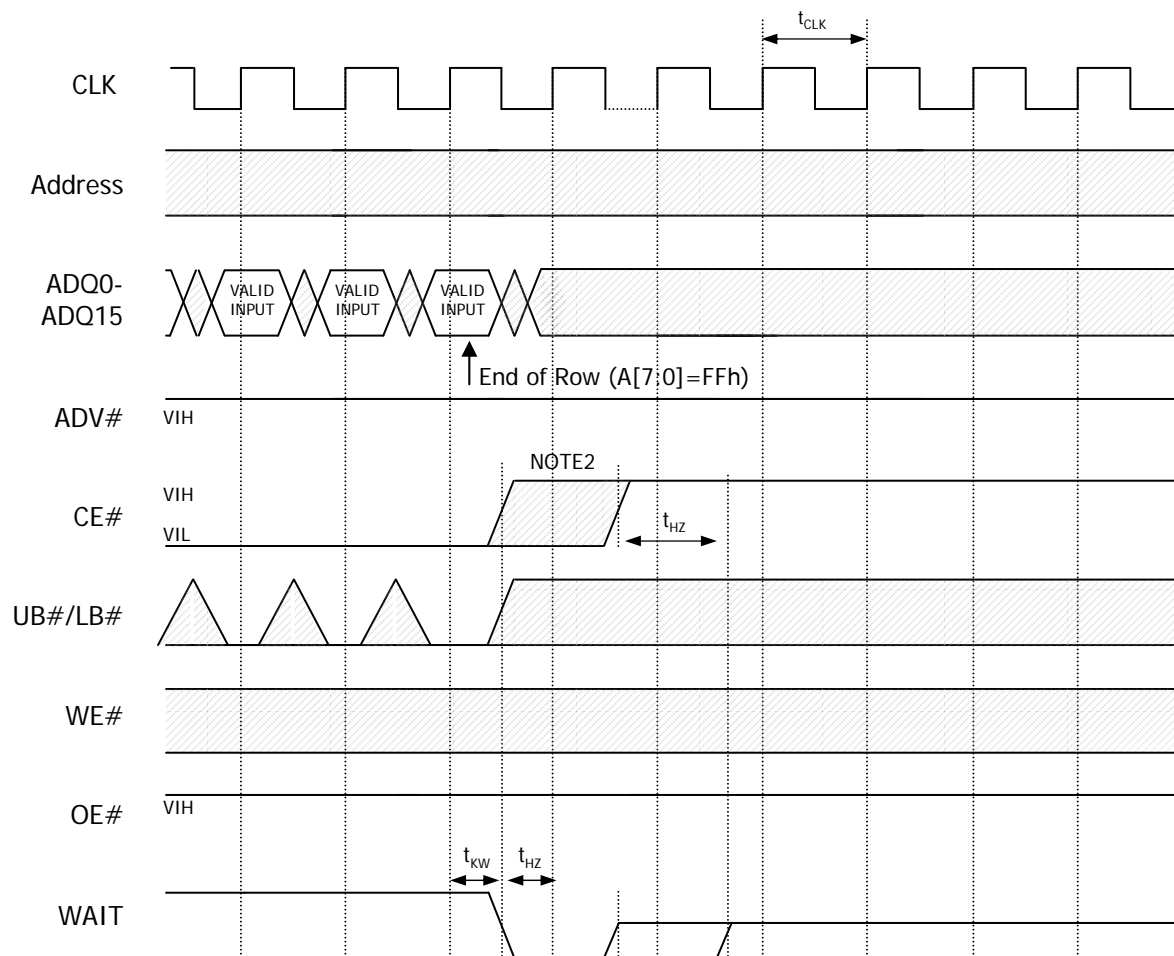 tCLK
CLK
Address
ADQ0-
ADQ15
VALID
INPUT
VALID
INPUT
VALID
INPUT
End of Row (A[7:0]=FFh)
ADV#
VIH
NOTE2
CE#
VIH
VIL
tHZ
UB#/LB#
WE#
OE#
VIH
tKW
tHZ
WAIT